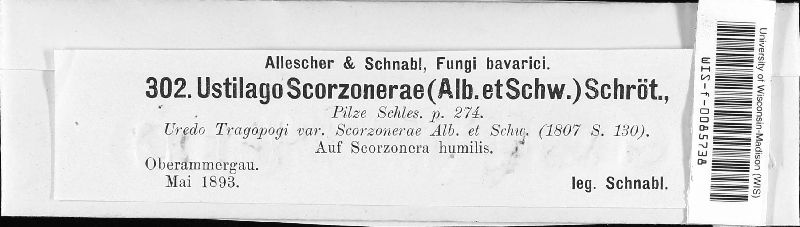 Allescher & Schnabl, Fungi bavarici.
302. Ustilago Scorzonerae (Alb. et Schw.) Schröt.,
Pilze Schles. p. 274.
Uredo Tragopogi var. Scorzonerae Alb. et Schw. (1807 S. 130).
Auf Scorzonera humilis.
Oberammergau.
Mai 1893.
leg. Schnabl.
WIS-f-0085738
University of Wisconsin-Madison (WIS)